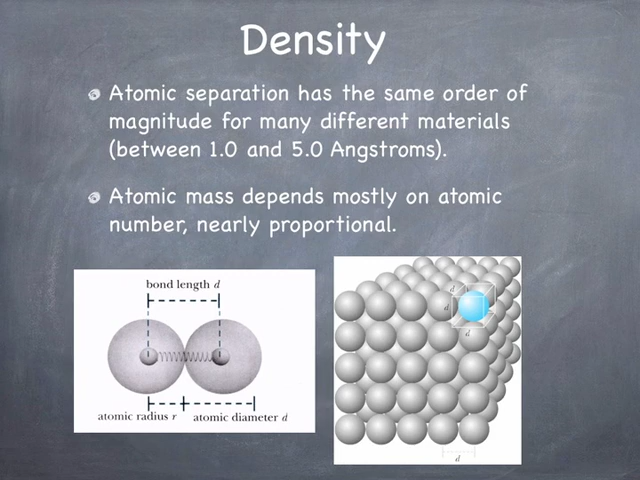 Density
Atomic separation has the same order of
magnitude for many different materials
(between 1.0 and 5.0 Angstroms).
Atomic mass depends mostly on atomic
number, nearly proportional.
bond length d
atomic radius r
atomic diameter d
d
d
d
d